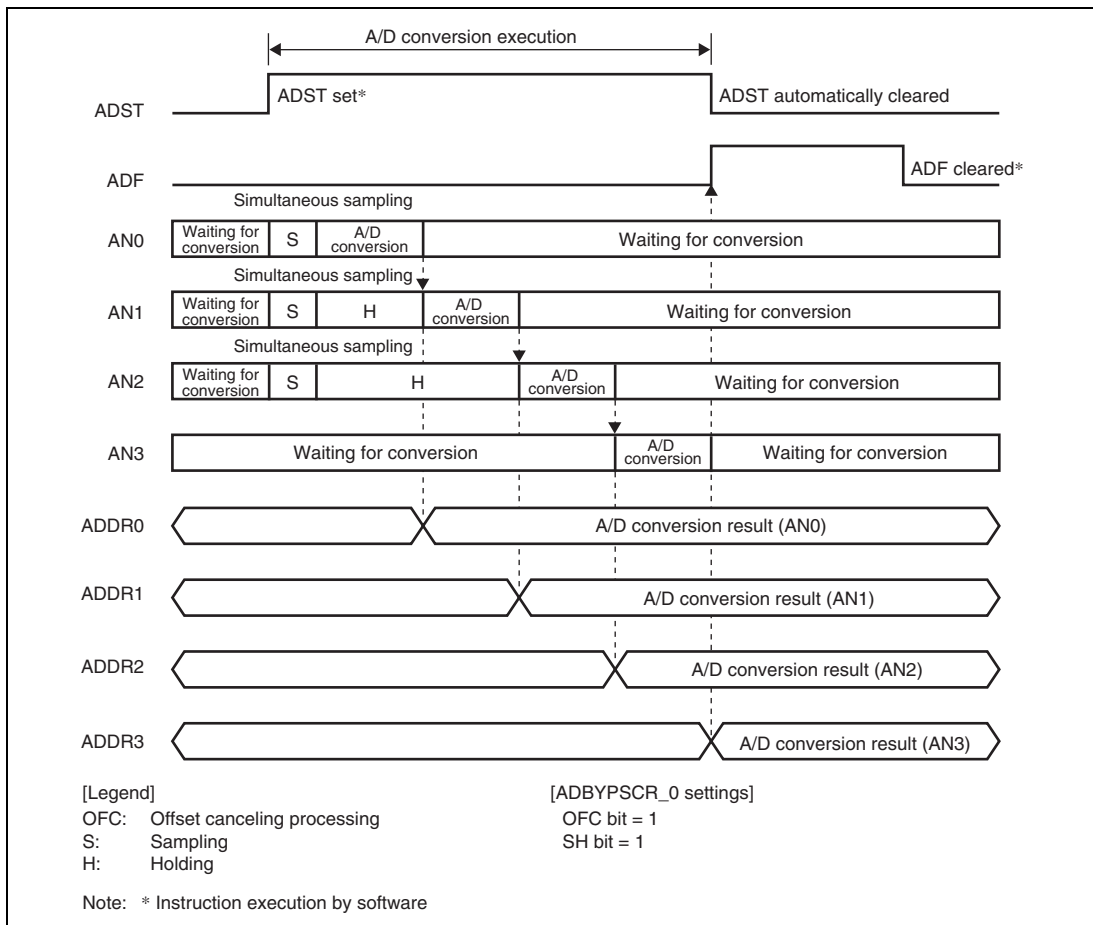 A/D conversion execution
ADST
ADST set*
ADST automatically cleared
ADF
ADF cleared*
Simultaneous sampling
AN0
Waiting for
conversion
S
A/D
conversion
Waiting for conversion
Simultaneous sampling
AN1
Waiting for
conversion
S
H
A/D
conversion
Waiting for conversion
Simultaneous sampling
AN2
Waiting for
conversion
S
H
A/D
conversion
Waiting for conversion
AN3
Waiting for conversion
A/D
conversion
Waiting for conversion
ADDR0
A/D conversion result (AN0)
ADDR1
A/D conversion result (AN1)
ADDR2
A/D conversion result (AN2)
ADDR3
A/D conversion result (AN3)
[Legend]
OFC: Offset canceling processing
S: Sampling
H: Holding
[ADBYPSCR_0 settings]
OFC bit = 1
SH bit = 1
Note: * Instruction execution by software